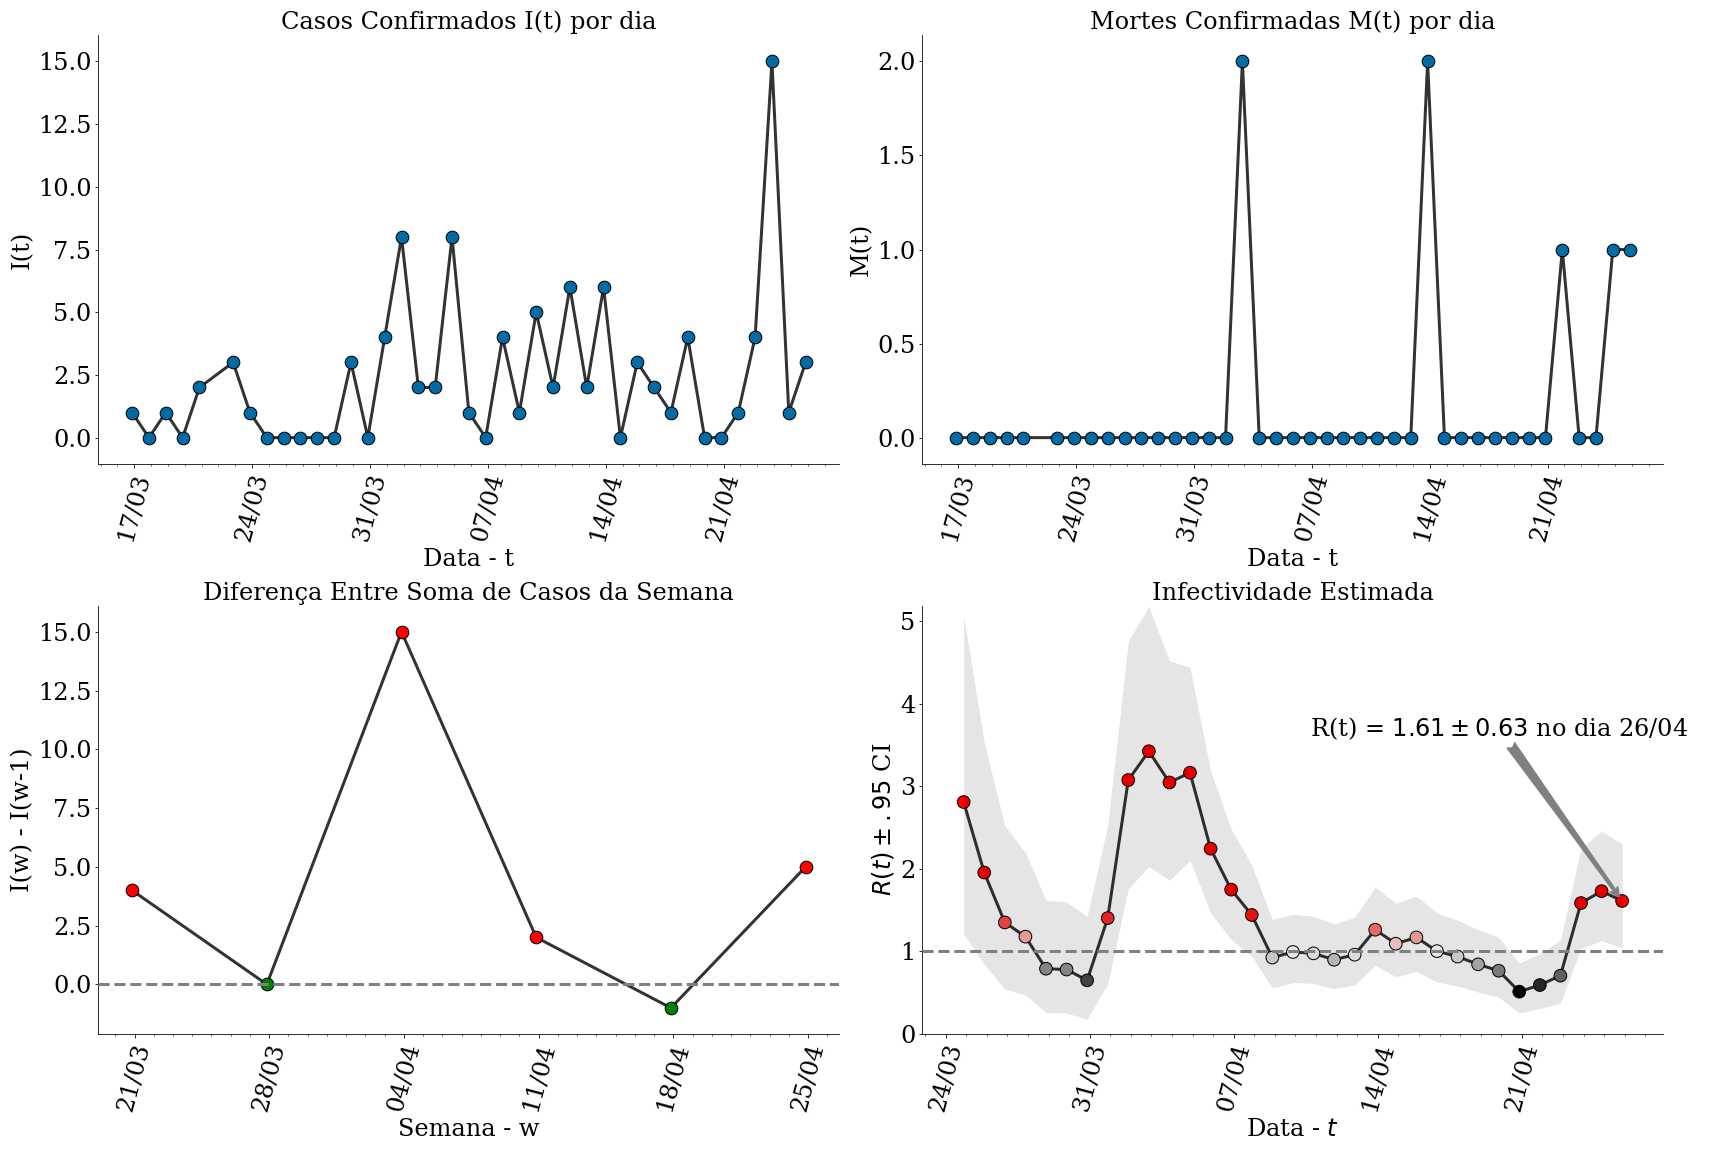 Casos Confirmados I(t) por dia
I(t)
15.0
12.5
10.0
7.5
5.0
2.5
0.0
17/03 24/03 31/03 07/04 14/04 21/04
Data - t
Mortes Confirmadas M(t) por dia
M(t)
2.0
1.5
1.0
0.5
0.0
17/03 24/03 31/03 07/04 14/04 21/04
Data - t
Diferença Entre Soma de Casos da Semana
I(w) - I(w-1)
15.0
12.5
10.0
7.5
5.0
2.5
0.0
21/03 28/03 04/04 11/04 18/04 25/04
Semana - w
Infectividade Estimada
R(t) ± .95 CI
5
4
3
2
1
0
R(t) = 1.61 ± 0.63 no dia 26/04
24/03 31/03 07/04 14/04 21/04
Data - t